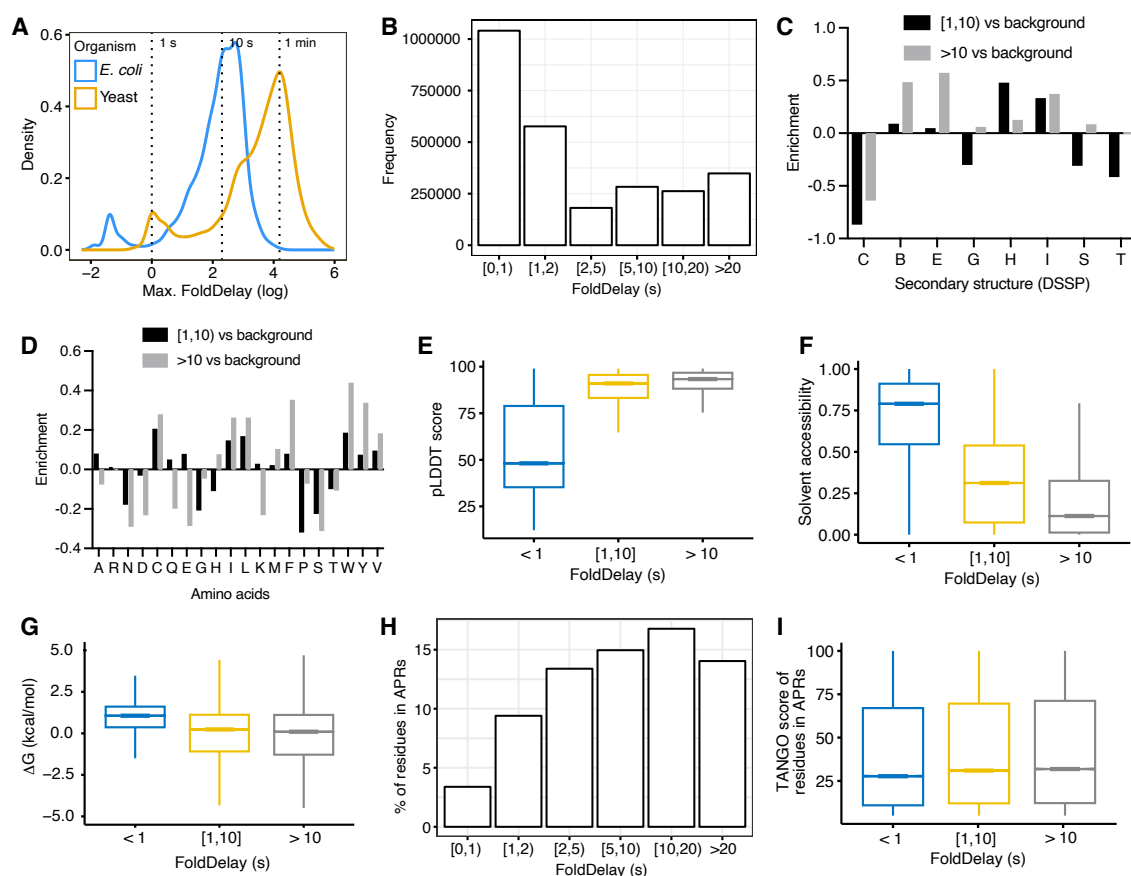 A
Organism
E. coli
Yeast
1 s
10 s
1 min
0.6
0.4
0.2
0.0
Density
−2
0
2
4
6
Max. FoldDelay (log)
B
1000000
750000
500000
250000
0
Frequency
[0,1)
[1,2)
[2,5)
[5,10)
[10,20)
>20
FoldDelay (s)
C
[1,10) vs background
>10 vs background
1.0
0.5
0.0
-0.5
-1.0
Enrichment
C B E G H I S T
Secondary structure (DSSP)
D
[1,10) vs background
>10 vs background
0.6
0.4
0.2
0.0
-0.2
-0.4
Enrichment
A R N D C Q E G H I L K M F P S T W Y V
Amino acids
E
100
75
50
25
pLDDT score
< 1
[1,10]
> 10
FoldDelay (s)
F
1.00
0.75
0.50
0.25
0.00
Solvent accessibility
< 1
[1,10]
> 10
FoldDelay (s)
G
5.0
2.5
0.0
−2.5
−5.0
ΔG (kcal/mol)
< 1
[1,10]
> 10
FoldDelay (s)
H
15
10
5
0
% of residues in APRs
[0,1)
[1,2)
[2,5)
[5,10)
[10,20)
>20
FoldDelay (s)
I
100
75
50
25
TANGO score of
residues in APRs
< 1
[1,10]
> 10
FoldDelay (s)